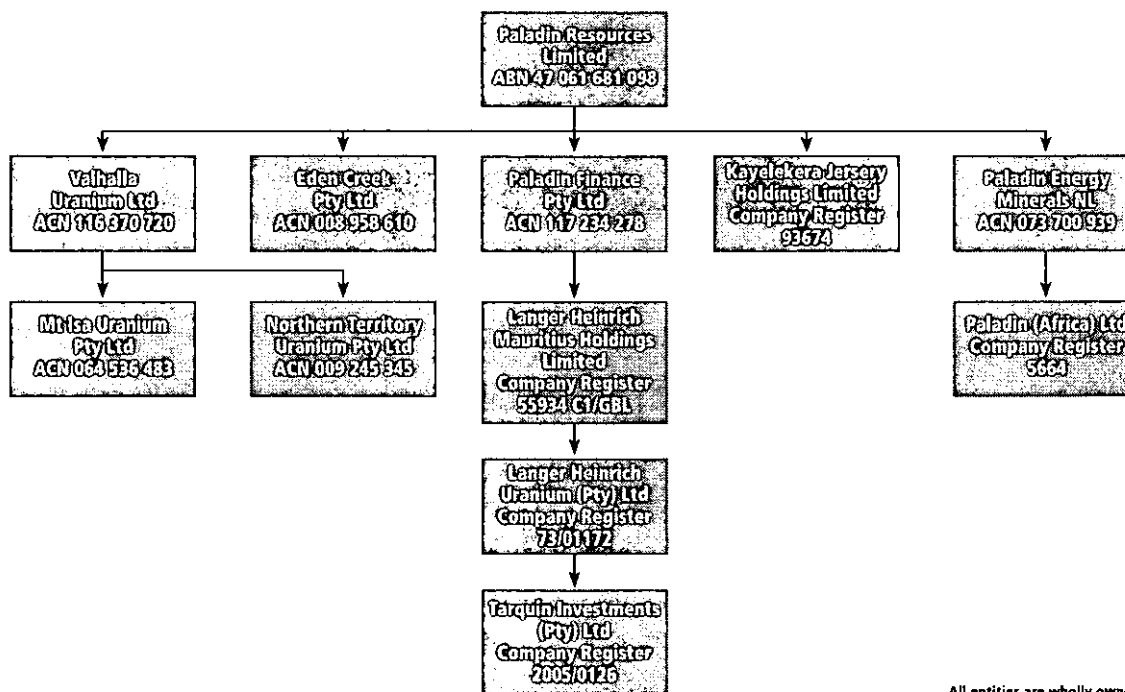 Paladin Resources
Limited
ABN 47 061 681 098
Valhalla
Uranium Ltd
ACN 116 370 720
Eden Creek
Pty Ltd
ACN 008 958 610
Paladin Finance
Pty Ltd
ACN 117 234 278
Kayelekera Jersery
Holdings Limited
Company Register
93674
Paladin Energy
Minerals NL
ACN 073 700 939
Mt Isa Uranium
Pty Ltd
ACN 064 536 483
Northern Territory
Uranium Pty Ltd
ACN 009 245 345
Langer Heinrich
Mauritius Holdings
Limited
Company Register
55934 C1/GBL
Paladin (Africa) Ltd
Company Register
5664
Langer Heinrich
Uranium (Pty) Ltd
Company Register
73/01172
Tarquin Investments
(Pty) Ltd
Company Register
2005/0126
All entities are wholly own